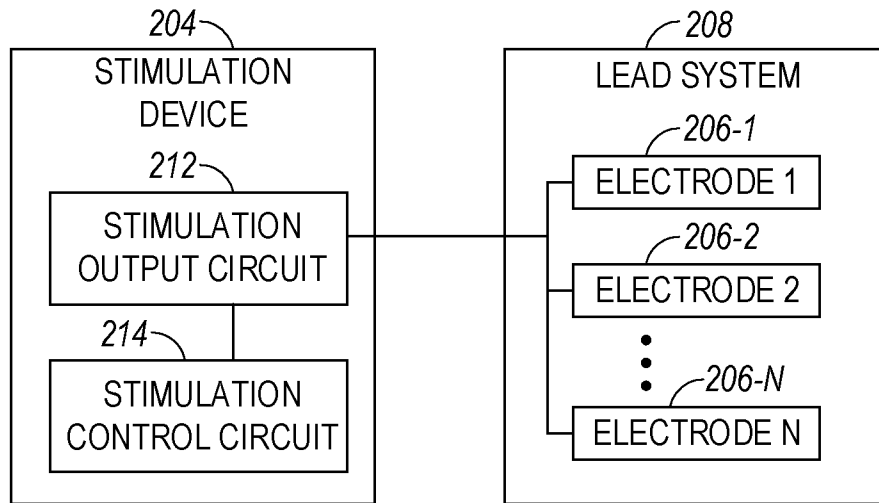 204
STIMULATION
DEVICE
212
STIMULATION
OUTPUT CIRCUIT
214
STIMULATION
CONTROL CIRCUIT
208
LEAD SYSTEM
206-1
ELECTRODE 1
206-2
ELECTRODE 2
206-N
ELECTRODE N